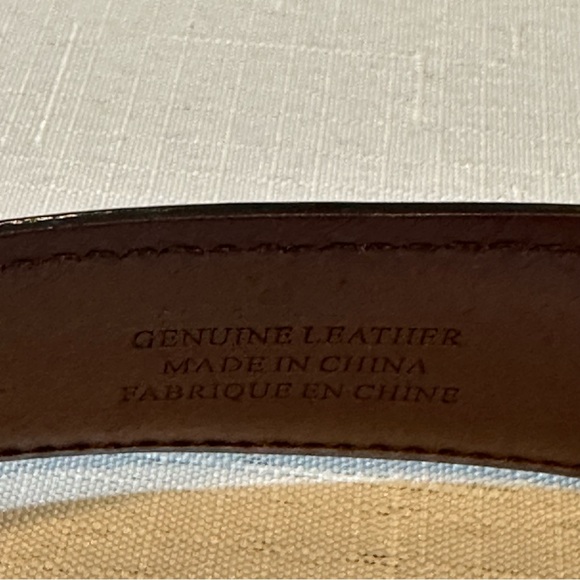 GENUINE LEATHER
MADE IN CHINA
FABRIQUE EN CHINE